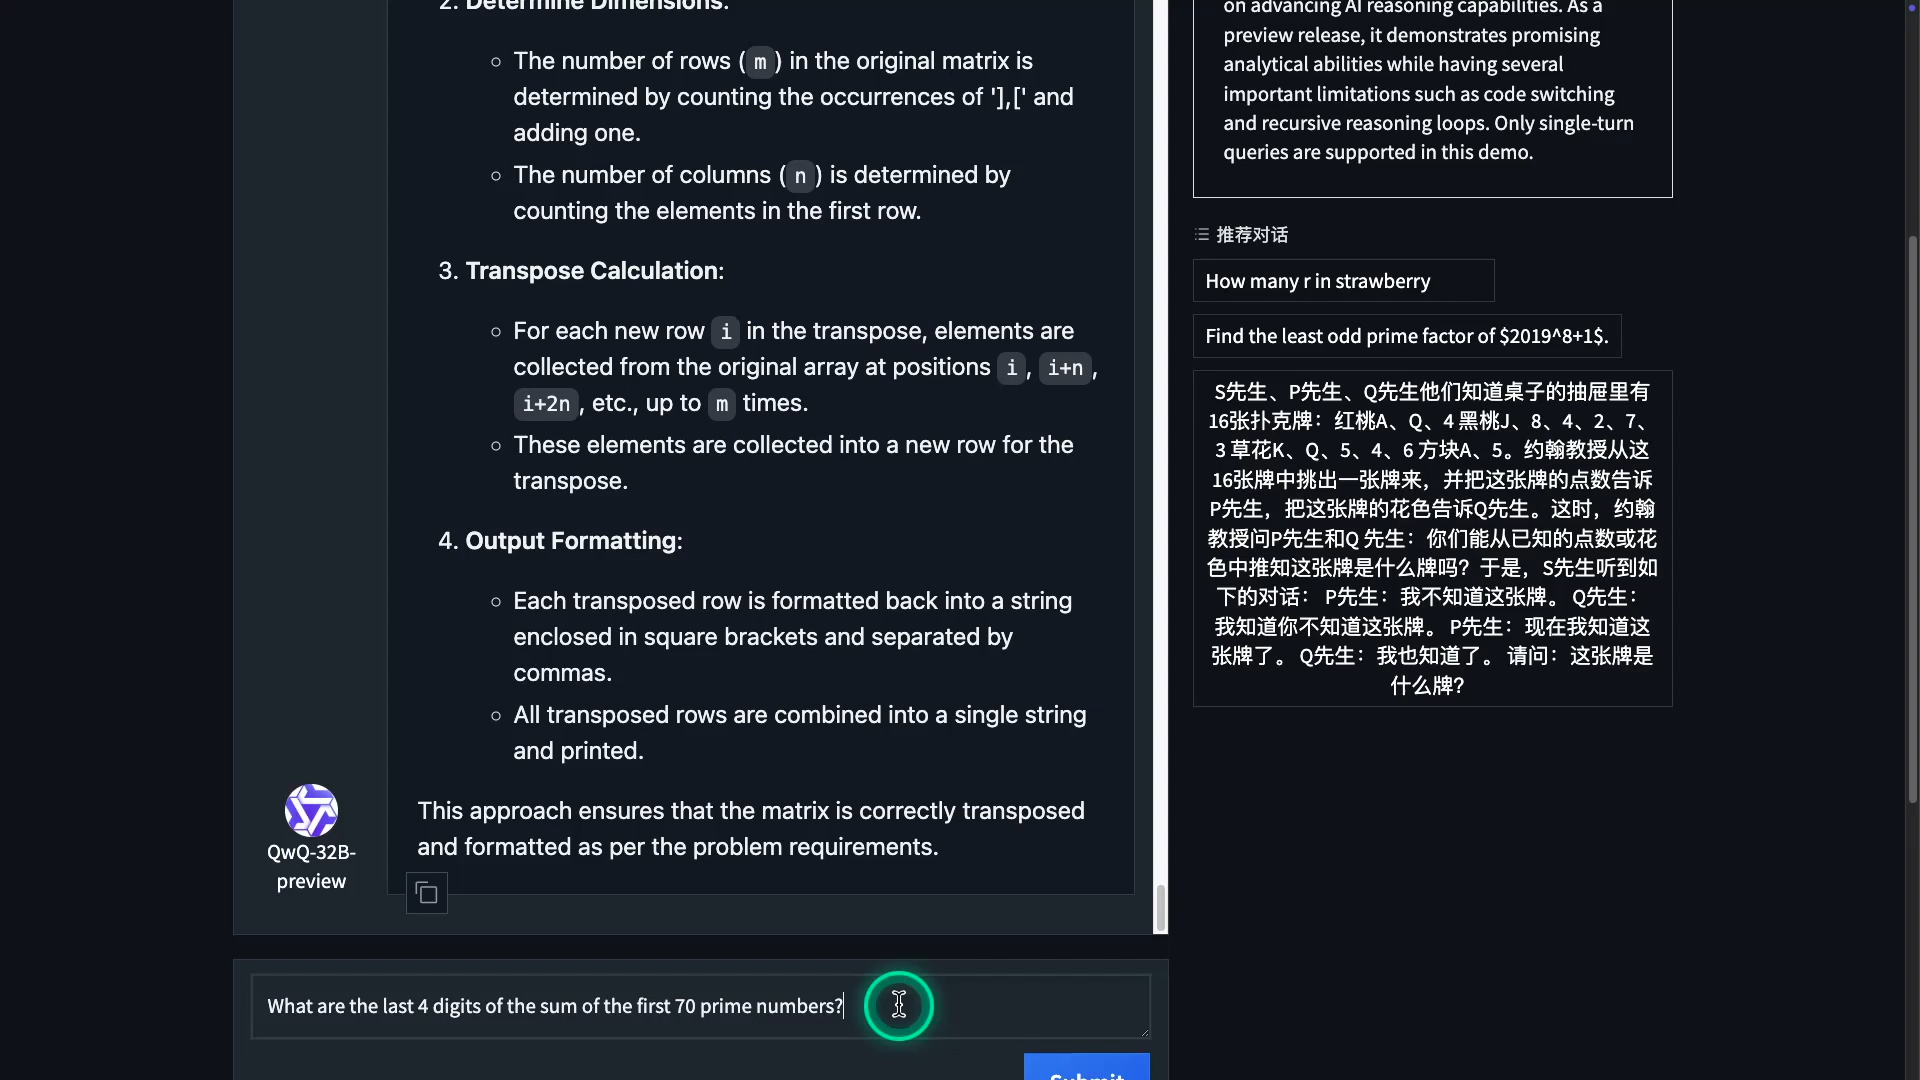 2. Determine Dimensions:
○ The number of rows ( m ) in the original matrix is
determined by counting the occurrences of '],[' and
adding one.
○ The number of columns ( n ) is determined by
counting the elements in the first row.
3. Transpose Calculation:
○ For each new row i in the transpose, elements are
collected from the original array at positions i , i+n ,
i+2n , etc., up to m times.
○ These elements are collected into a new row for the
transpose.
4. Output Formatting:
○ Each transposed row is formatted back into a string
enclosed in square brackets and separated by
commas.
○ All transposed rows are combined into a single string
and printed.
This approach ensures that the matrix is correctly transposed
and formatted as per the problem requirements.
QwQ-32B-
preview
What are the last 4 digits of the sum of the first 70 prime numbers?
Submit
on advancing AI reasoning capabilities. As a
preview release, it demonstrates promising
analytical abilities while having several
important limitations such as code switching
and recursive reasoning loops. Only single-turn
queries are supported in this demo.
推荐对话
How many r in strawberry
Find the least odd prime factor of $2019^8+1$.
S先生、P先生、Q先生他们知道桌子的抽屉里有
16张扑克牌：红桃A、Q、4 黑桃J、8、4、2、7、
3 草花K、Q、5、4、6 方块A、5。约翰教授从这
16张牌中挑出一张牌来，并把这张牌的点数告诉
P先生，把这张牌的花色告诉Q先生。这时，约翰
教授问P先生和Q 先生：你们能从已知的点数或花
色中推知这张牌是什么牌吗？于是，S先生听到如
下的对话： P先生：我不知道这张牌。 Q先生：
我知道你不知道这张牌。 P先生：现在我知道这
张牌了。 Q先生：我也知道了。 请问：这张牌是
什么牌？